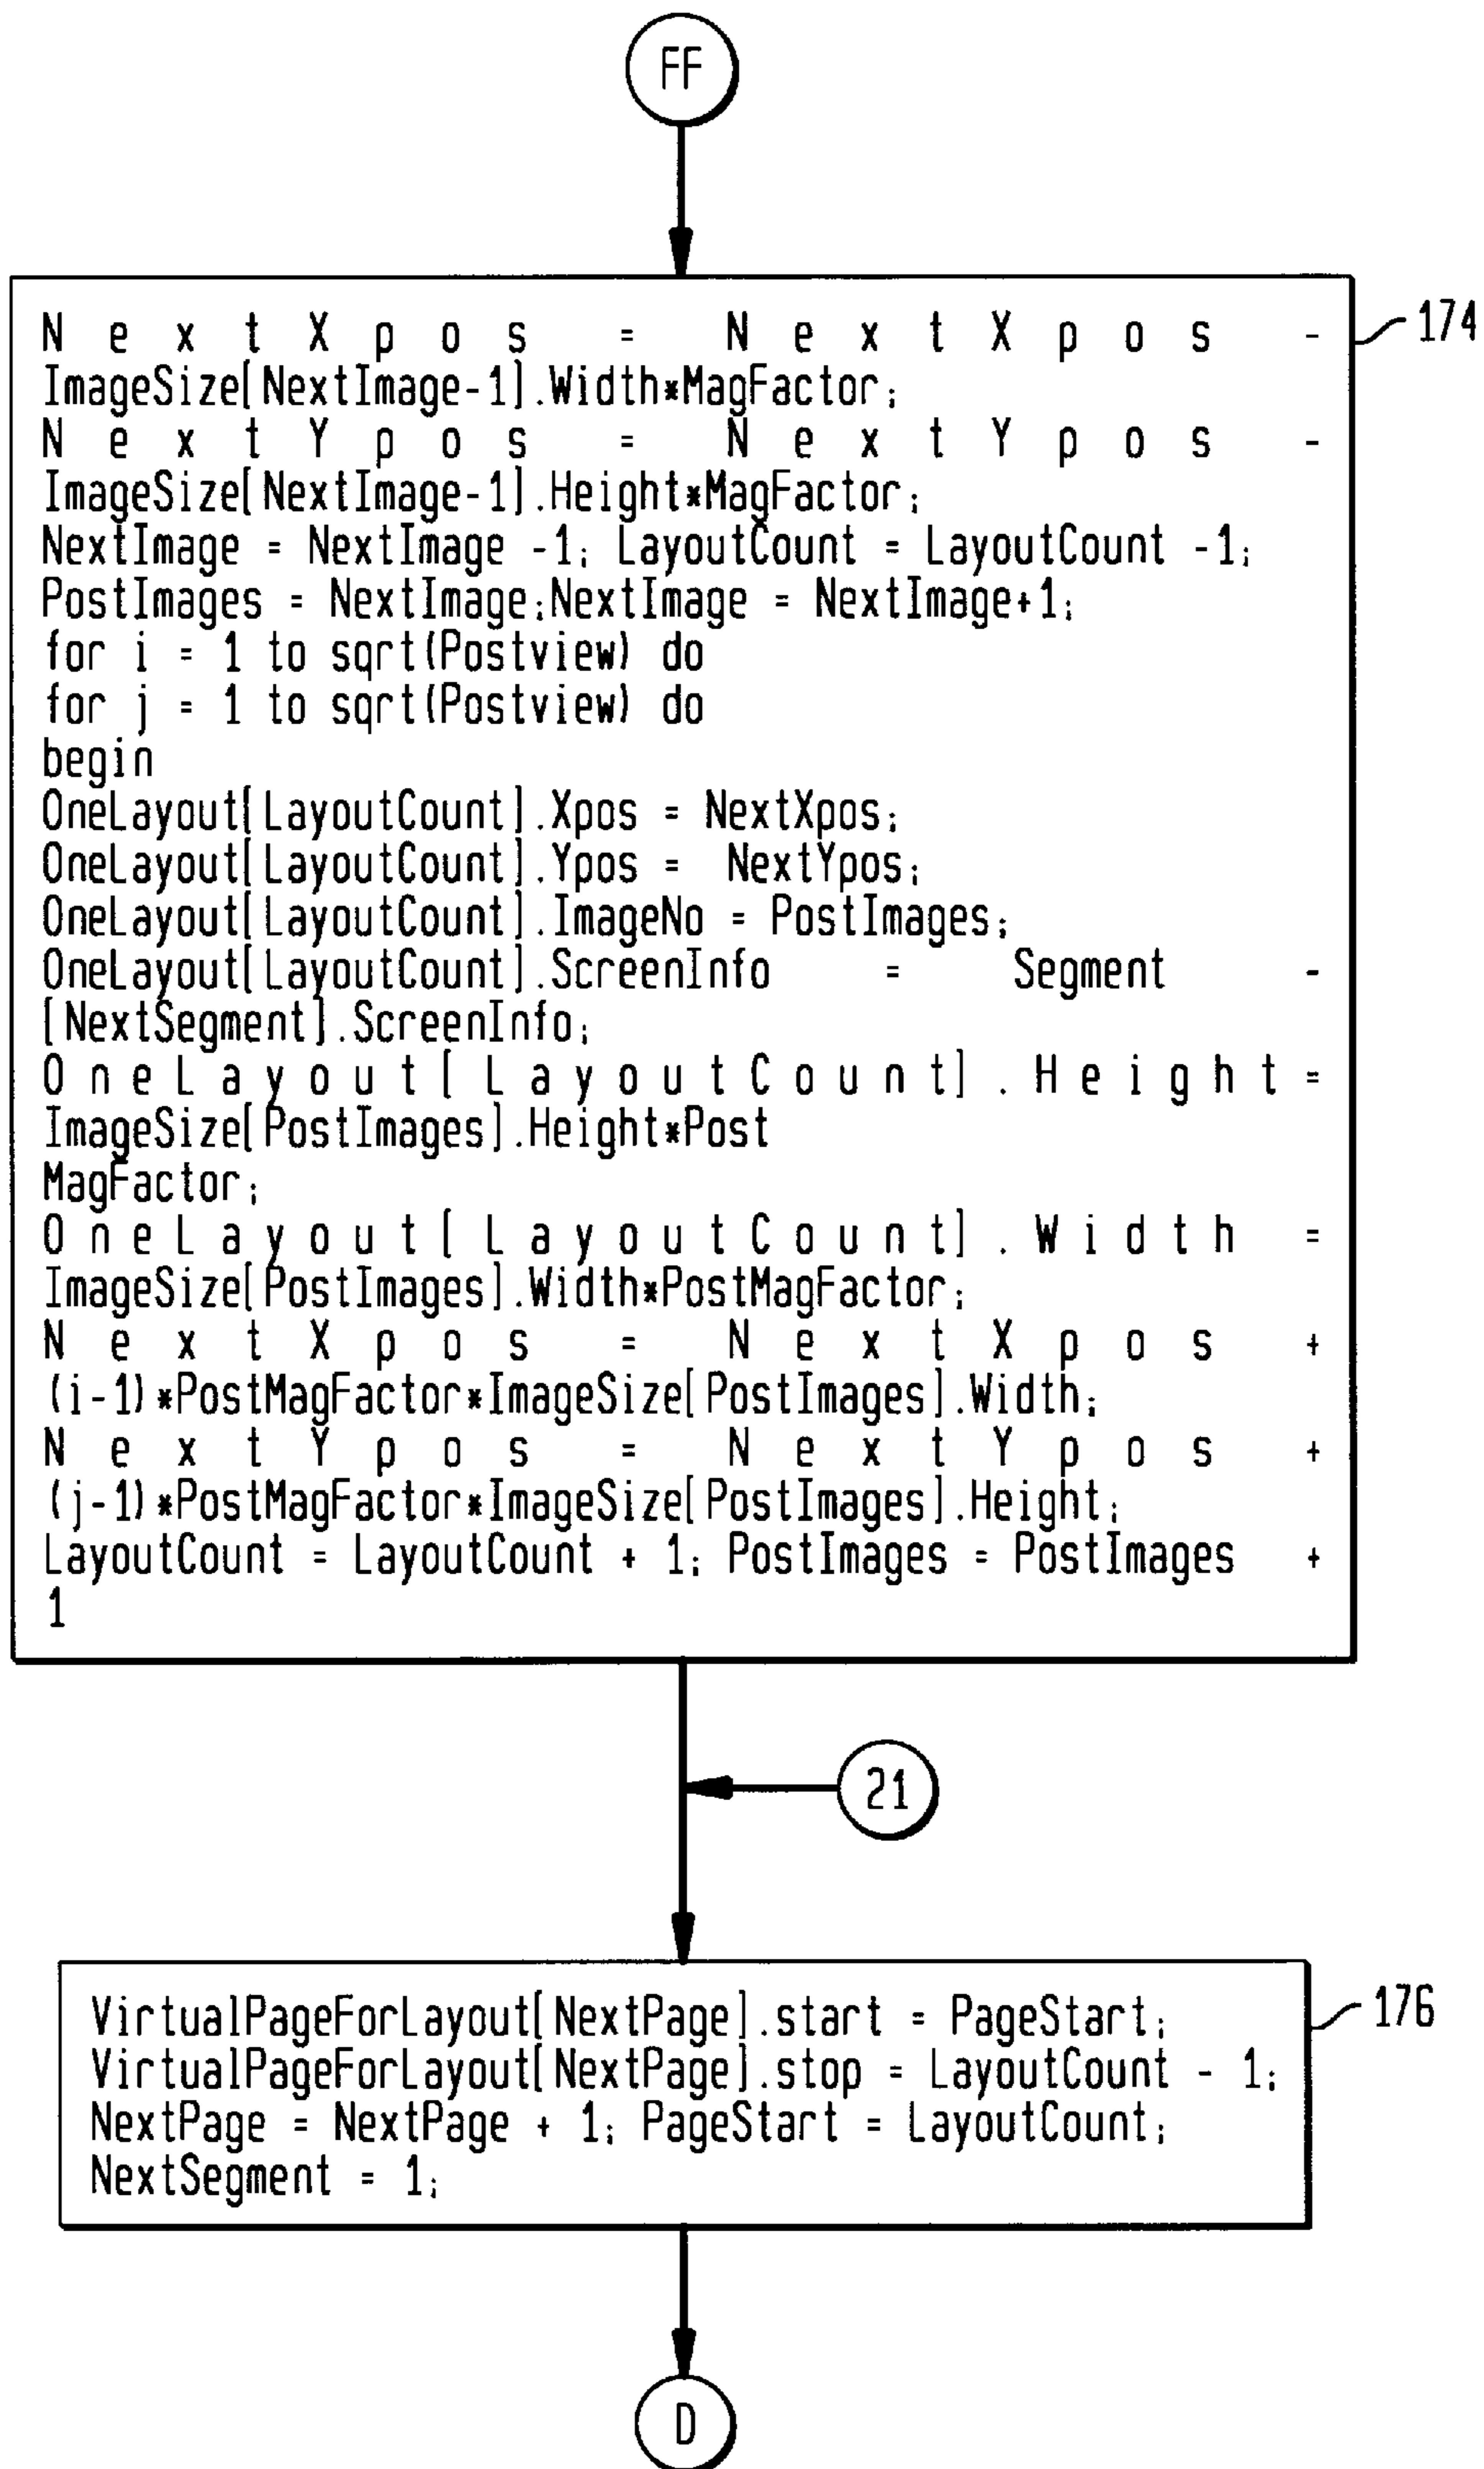 FF
NextXpos = NextXpos -
174
ImageSize[NextImage-1].Width*MagFactor;
NextYpos = NextYpos -
ImageSize[NextImage-1].Height*MagFactor;
NextImage = NextImage -1; LayoutCount = LayoutCount -1;
PostImages = NextImage;NextImage = NextImage+1;
for i = 1 to sqrt(Postview) do
for j = 1 to sqrt(Postview) do
begin
OneLayout[LayoutCount].Xpos = NextXpos;
OneLayout[LayoutCount].Ypos = NextYpos;
OneLayout[LayoutCount].ImageNo = PostImages;
OneLayout[LayoutCount].ScreenInfo = Segment -
[NextSegment].ScreenInfo;
OneLayout[LayoutCount].Height=
ImageSize[PostImages].Height*Post
MagFactor;
OneLayout[LayoutCount].Width =
ImageSize[PostImages].Width*PostMagFactor;
NextXpos = NextXpos +
(i-1)*PostMagFactor*ImageSize[PostImages].Width;
NextYpos = NextYpos +
(j-1)*PostMagFactor*ImageSize[PostImages].Height;
LayoutCount = LayoutCount + 1; PostImages = PostImages +
1
21
VirtualPageForLayout[NextPage].start = PageStart;
176
VirtualPageForLayout[NextPage].stop = LayoutCount - 1;
NextPage = NextPage + 1; PageStart = LayoutCount;
NextSegment = 1;
D